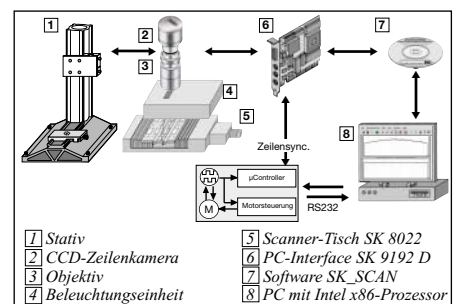 1
2
3
4
5
6
7
8
Zeilensync.
µController
Motorsteuerung
M
RS232
1 Stativ
2 CCD-Zeilenkamera
3 Objektiv
4 Beleuchtungseinheit
5 Scanner-Tisch SK 8022
6 PC-Interface SK 9192 D
7 Software SK_SCAN
8 PC mit Intel x86-Prozessor